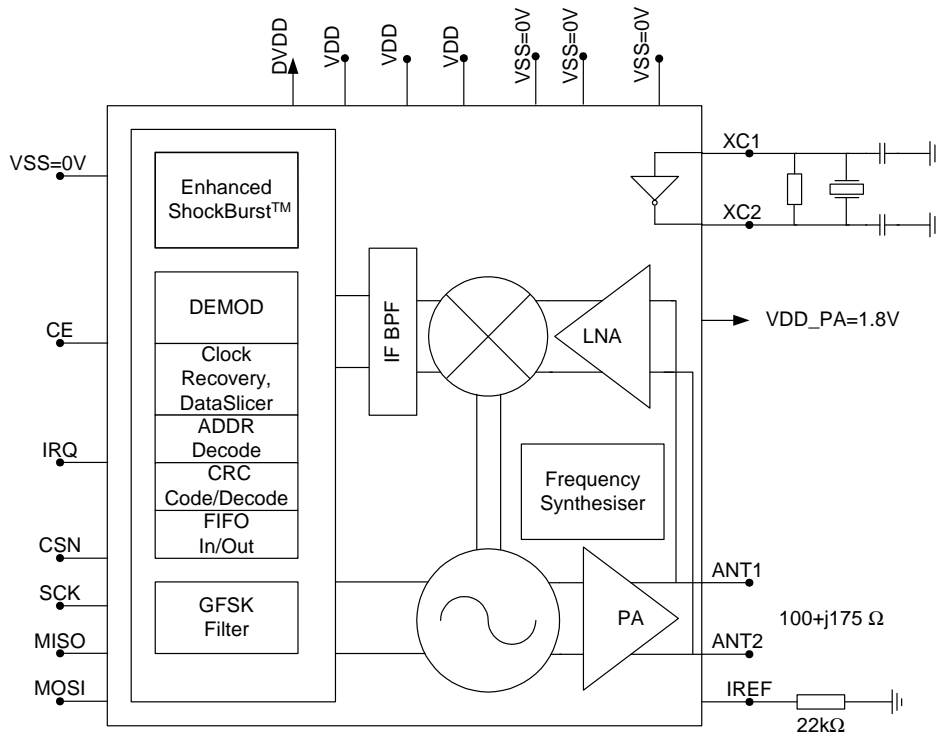 DVDD
VDD
VDD
VDD
VSS=0V
VSS=0V
VSS=0V
VSS=0V
XC1
Enhanced
ShockBurst™
XC2
DEMOD
IF BPF
LNA
VDD_PA=1.8V
CE
Clock
Recovery,
DataSlicer
ADDR
Decode
IRQ
CRC
Code/Decode
Frequency
Synthesiser
FIFO
In/Out
CSN
SCK
GFSK
Filter
PA
ANT1
100+j175 Ω
MISO
ANT2
MOSI
IREF
22kΩ